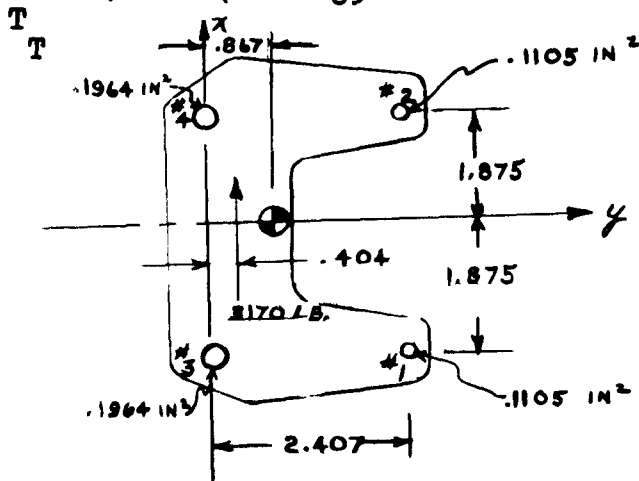 T
T
x
.867
.1105 IN²
.1964 IN²
#2
#4
1.875
y
.404
1.875
8170 LB.
#3
#1
.1964 IN²
.1105 IN²
2.407